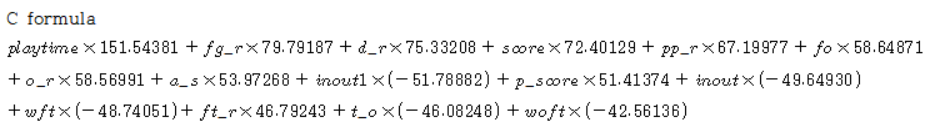 C formula
playtime×151.54381 + fg_r×79.79187 + d_r×75.33208 + score×72.40129 + pp_r×67.19977 + fo×58.64871
+ o_r×58.56991 + a_s×53.97268 + inout1×(−51.78882) + p_score×51.41374 + inout×(−49.64930)
+ wft×(−48.74051)+ ft_r×46.79243 + t_o×(−46.08248) + woft×(−42.56136)